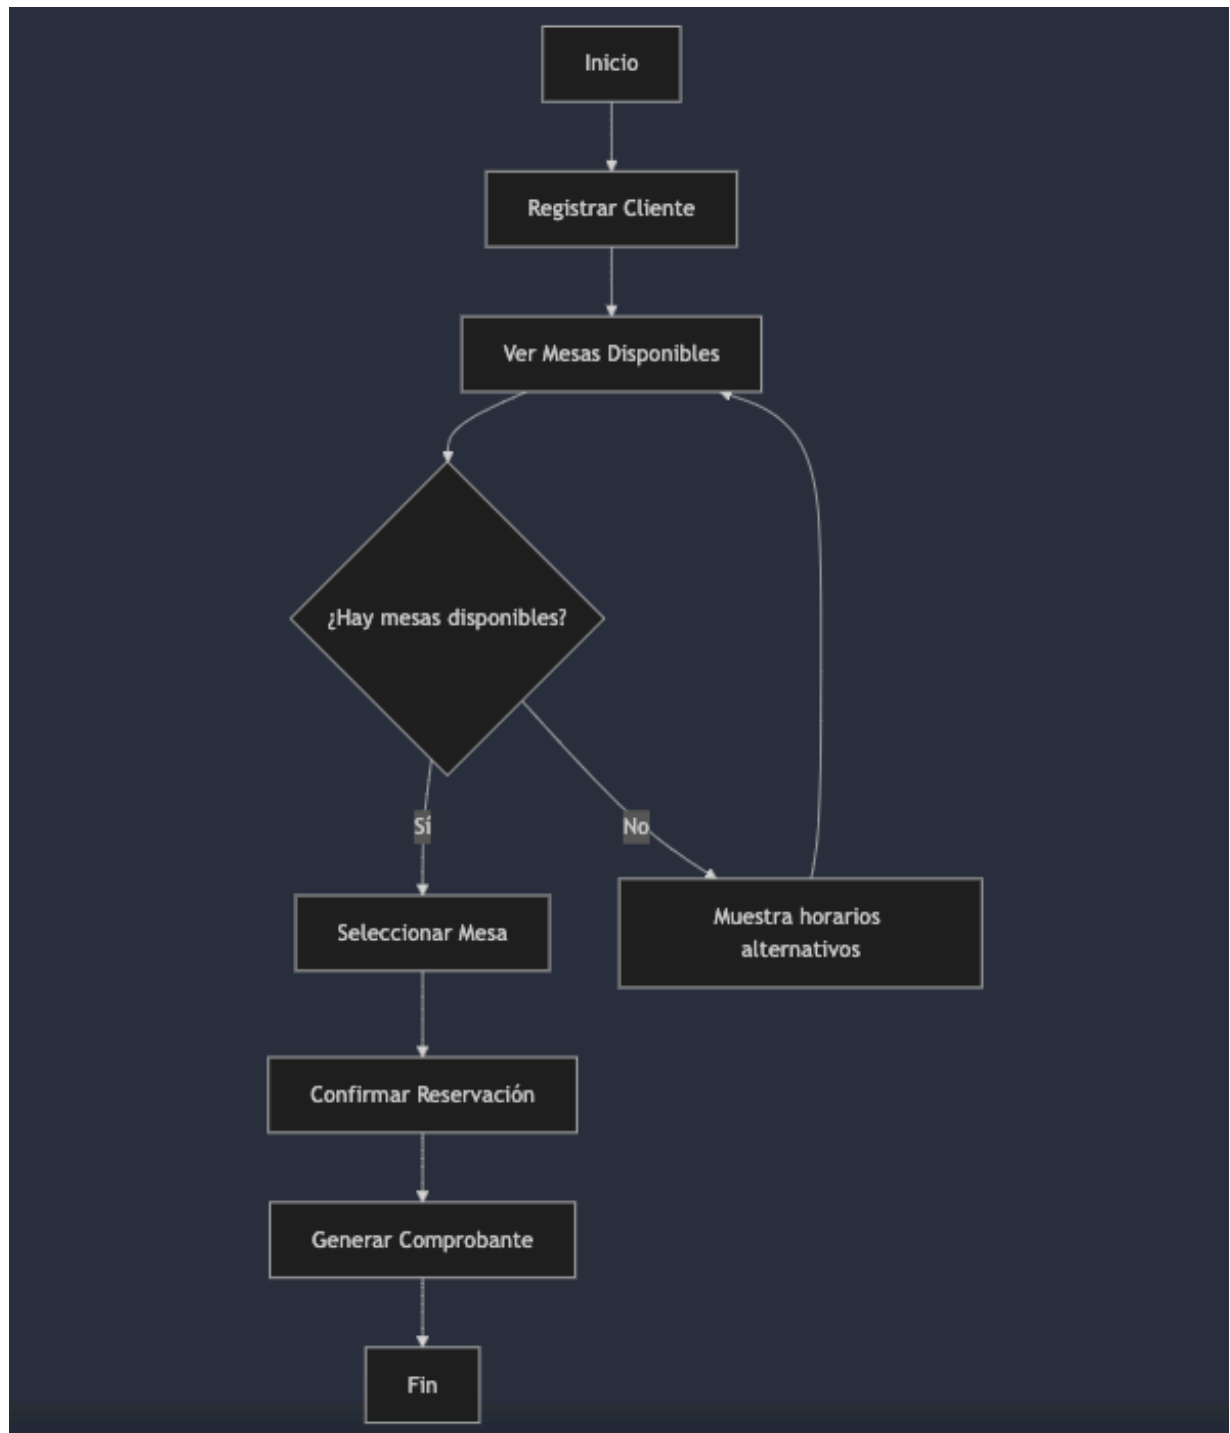 Inicio
Registrar Cliente
Ver Mesas Disponibles
¿Hay mesas disponibles?
Sí
No
Seleccionar Mesa
Muestra horarios
alternativos
Confirmar Reservación
Generar Comprobante
Fin